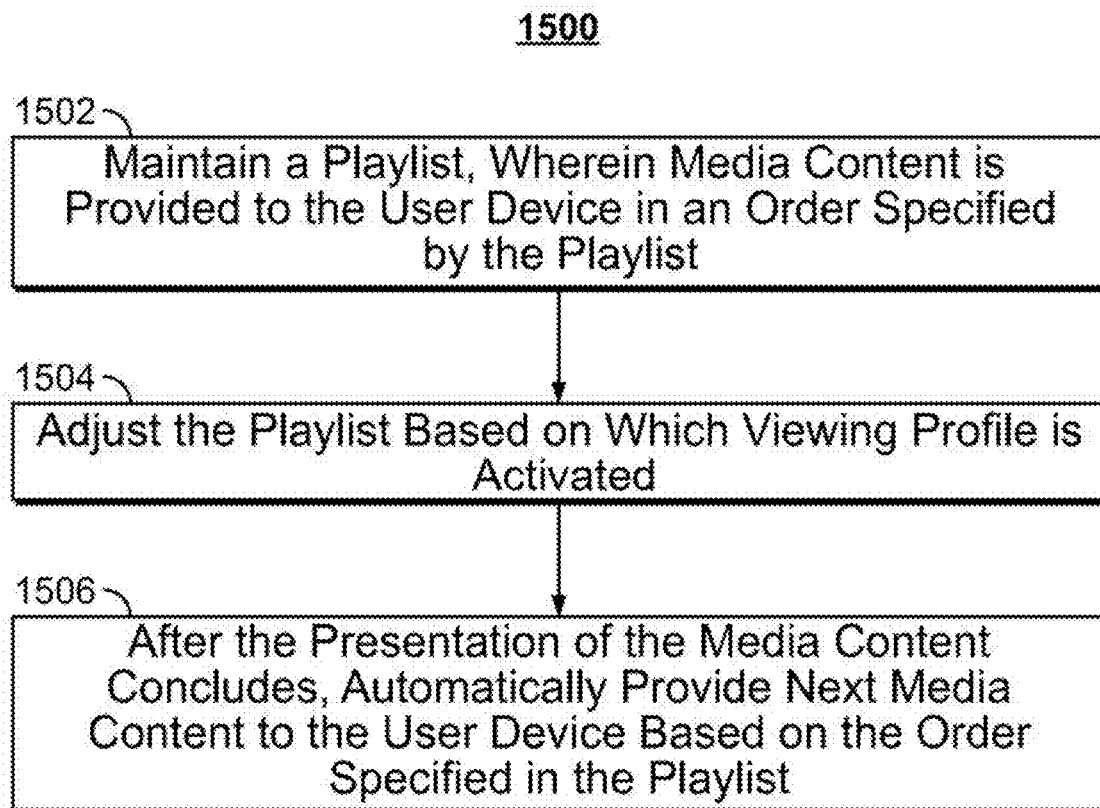 1500
1502
Maintain a Playlist, Wherein Media Content is
Provided to the User Device in an Order Specified
by the Playlist
1504
Adjust the Playlist Based on Which Viewing Profile is
Activated
1506
After the Presentation of the Media Content
Concludes, Automatically Provide Next Media
Content to the User Device Based on the Order
Specified in the Playlist